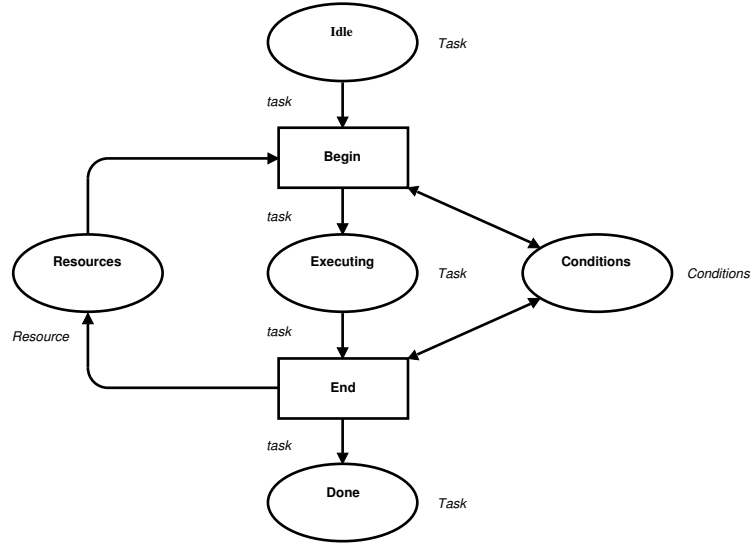 Idle
Task
task
Begin
task
Resources
Executing
Task
Conditions
Conditions
Resource
task
End
task
Done
Task